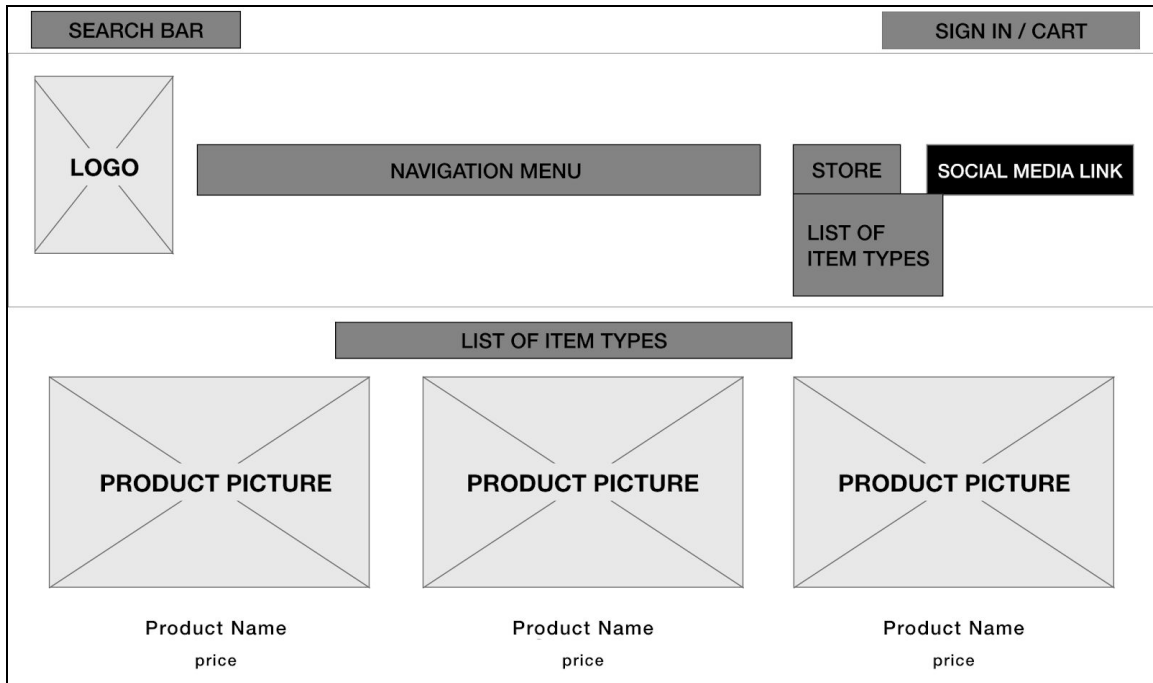 SEARCH BAR
SIGN IN / CART
LOGO
NAVIGATION MENU
STORE
SOCIAL MEDIA LINK
LIST OF
ITEM TYPES
LIST OF ITEM TYPES
PRODUCT PICTURE
PRODUCT PICTURE
PRODUCT PICTURE
Product Name
Product Name
Product Name
price
price
price